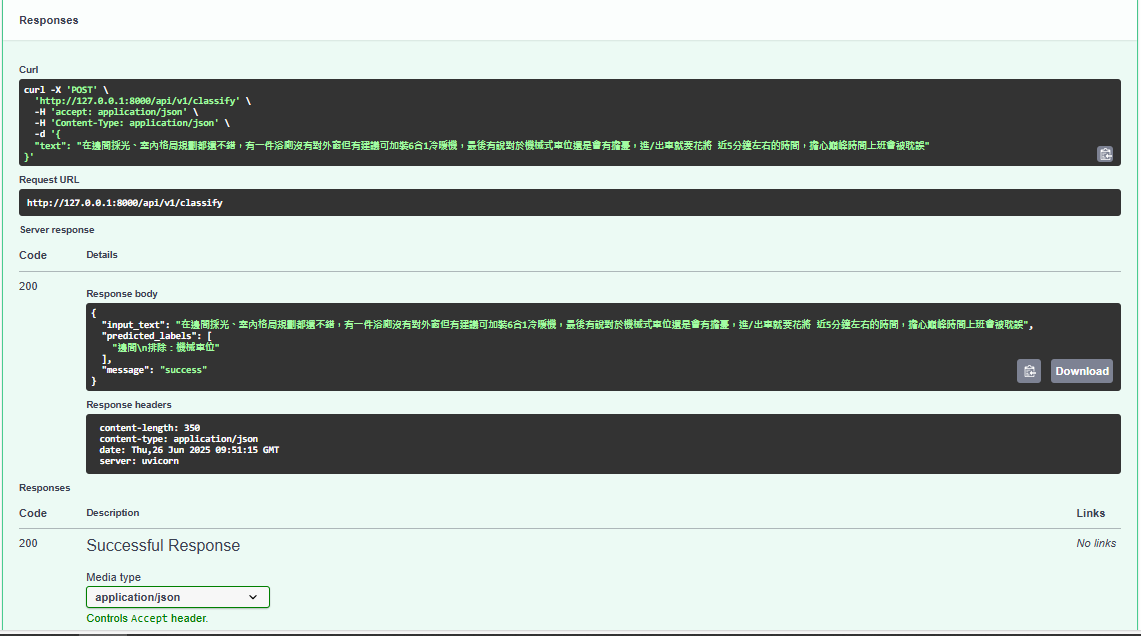 Responses
Curl
curl -X 'POST' \
  'http://127.0.0.1:8000/api/v1/classify' \
  -H 'accept: application/json' \
  -H 'Content-Type: application/json' \
  -d '{
  "text": "在邊間採光、室內格局規劃都還不錯，有一件浴廁沒有對外窗但有建議可加裝6合1冷暖機，最後有說對於機械式車位還是會有擔憂，進/出車就要花將 近5分鐘左右的時間，擔心巔峰時間上班會被耽誤"
}'
Request URL
http://127.0.0.1:8000/api/v1/classify
Server response
Code Details
200
Response body
{
  "input_text": "在邊間採光、室內格局規劃都還不錯，有一件浴廁沒有對外窗但有建議可加裝6合1冷暖機，最後有說對於機械式車位還是會有擔憂，進/出車就要花將 近5分鐘左右的時間，擔心巔峰時間上班會被耽誤",
  "predicted_labels": [
    "邊間\n排除：機械車位"
  ],
  "message": "success"
}
Download
Response headers
content-length: 350
content-type: application/json
date: Thu,26 Jun 2025 09:51:15 GMT
server: uvicorn
Responses
Code Description Links
200 Successful Response No links
Media type
application/json
Controls Accept header.